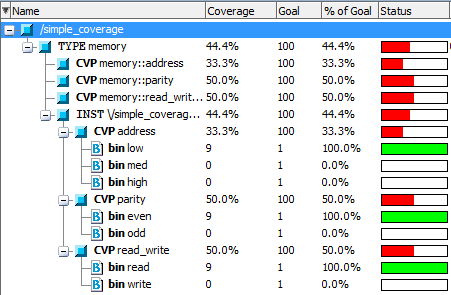 Name Coverage Goal % of Goal Status
/simple_coverage
TYPE memory 44.4% 100 44.4%
CVP memory::address 33.3% 100 33.3%
CVP memory::parity 50.0% 100 50.0%
CVP memory::read_writ... 50.0% 100 50.0%
INST \/simple_coverag... 44.4% 100 44.4%
CVP address 33.3% 100 33.3%
bin low 9 1 100.0%
bin med 0 1 0.0%
bin high 0 1 0.0%
CVP parity 50.0% 100 50.0%
bin even 9 1 100.0%
bin odd 0 1 0.0%
CVP read_write 50.0% 100 50.0%
bin read 9 1 100.0%
bin write 0 1 0.0%